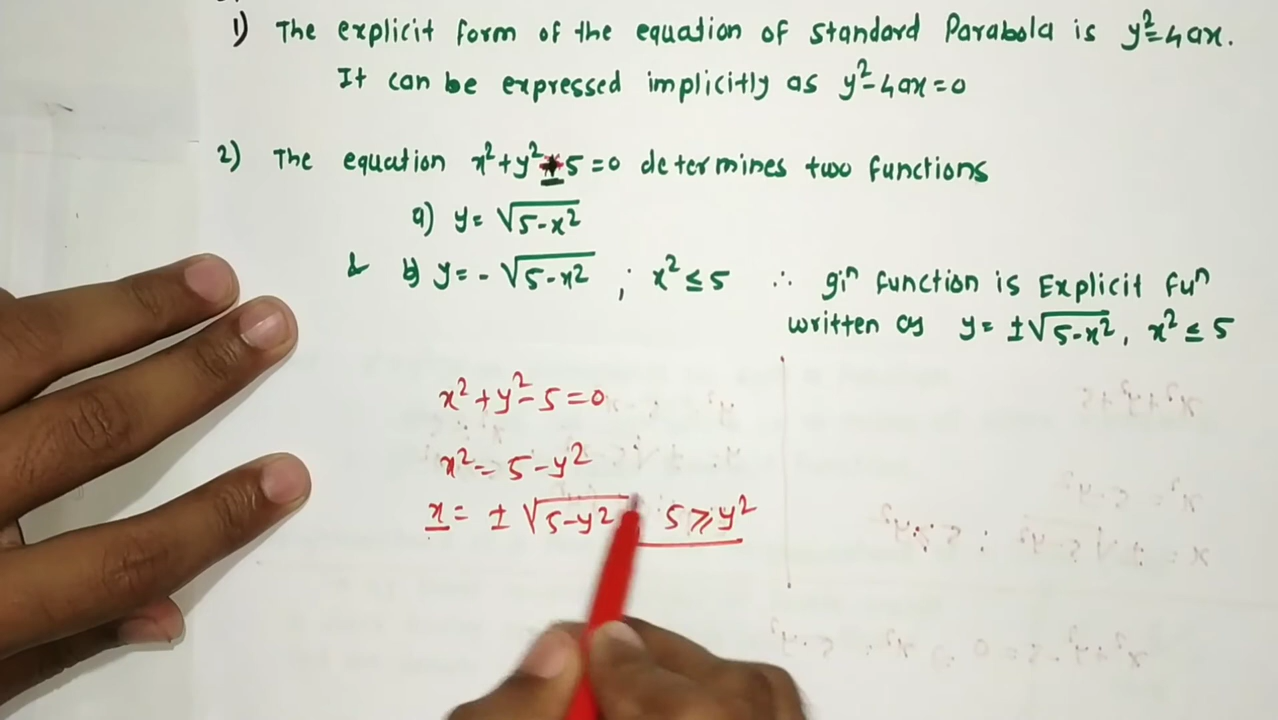 1) The explicit form of the equation of standard Parabola is y²=4ax.
It can be expressed implicitly as y²-4ax=0
2) The equation x²+y²-5=0 determines two functions
a) y= √5-x²
& b) y=-√5-x² ; x²≤5 ∴ giⁿ function is Explicit fuⁿ
written as y= ±√5-x², x²≤5
x²+y²-5=0
x²= 5-y²
x= ±√5-y² 5≥y²